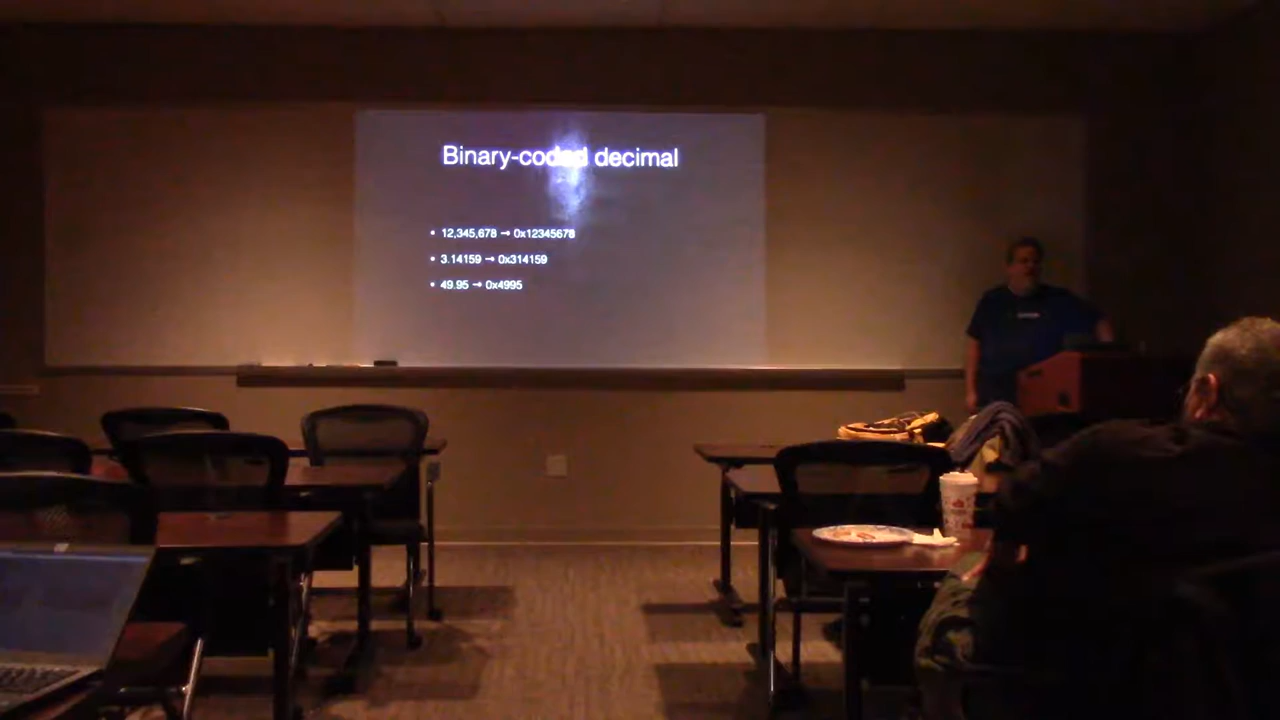 Binary-coded decimal
• 12,345,678 → 0x12345678
• 3.14159 → 0x314159
• 49.95 → 0x4995